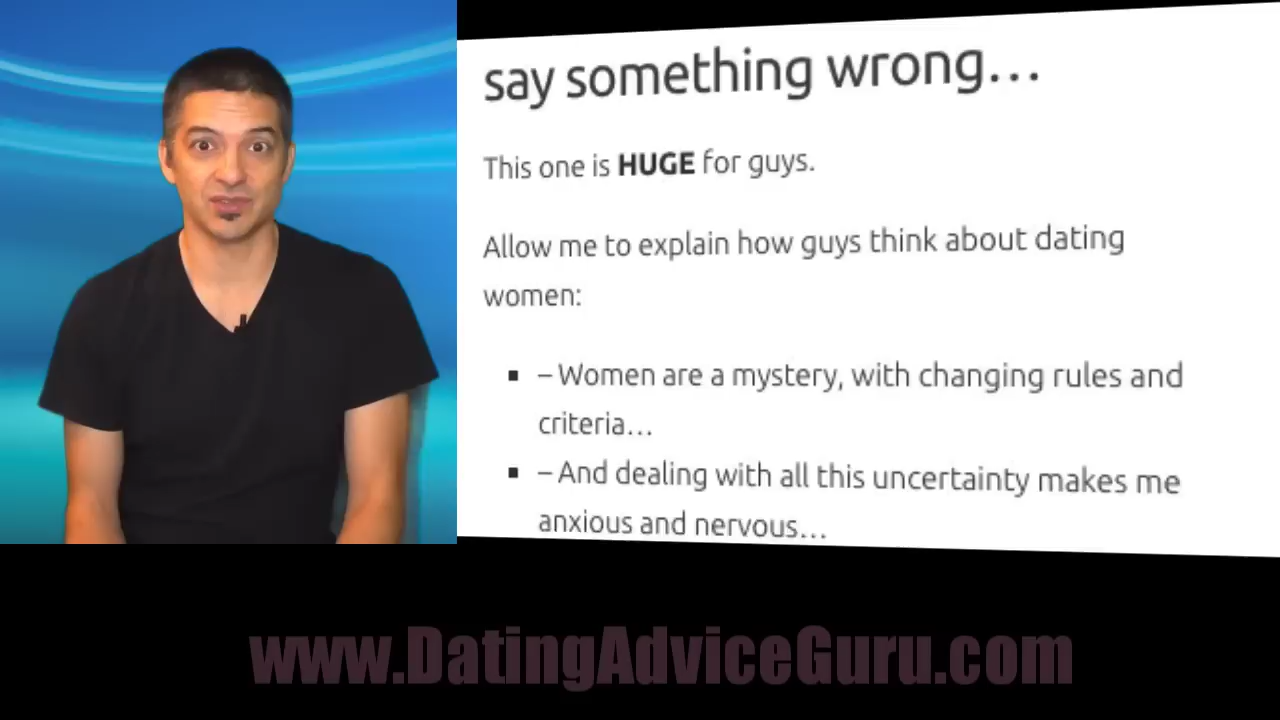 say something wrong...
This one is HUGE for guys.
Allow me to explain how guys think about dating
women:
▪ – Women are a mystery, with changing rules and
criteria...
▪ – And dealing with all this uncertainty makes me
anxious and nervous...
www.DatingAdviceGuru.com